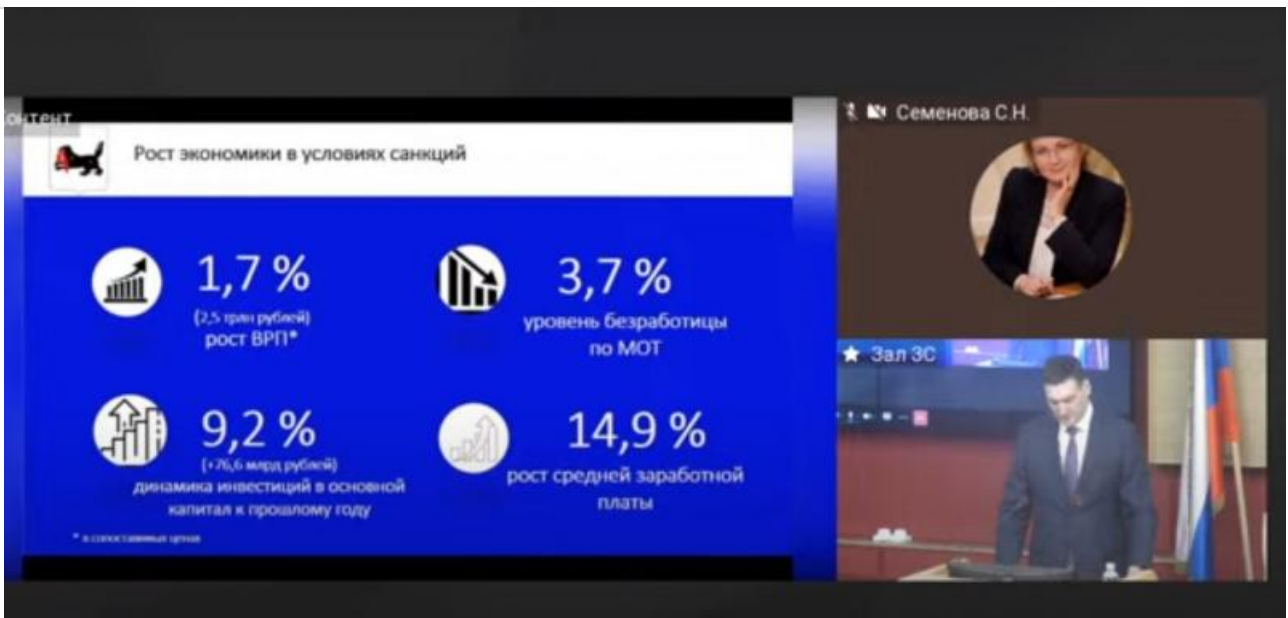 Контент
Рост экономики в условиях санкций
1,7 %
(2,5 трлн рублей)
рост ВРП*
3,7 %
уровень безработицы
по МОТ
9,2 %
(+76,6 млрд рублей)
динамика инвестиций в основной
капитал к прошлому году
14,9 %
рост средней заработной
платы
* в сопоставимых ценах
Семенова С.Н.
Зал ЗС